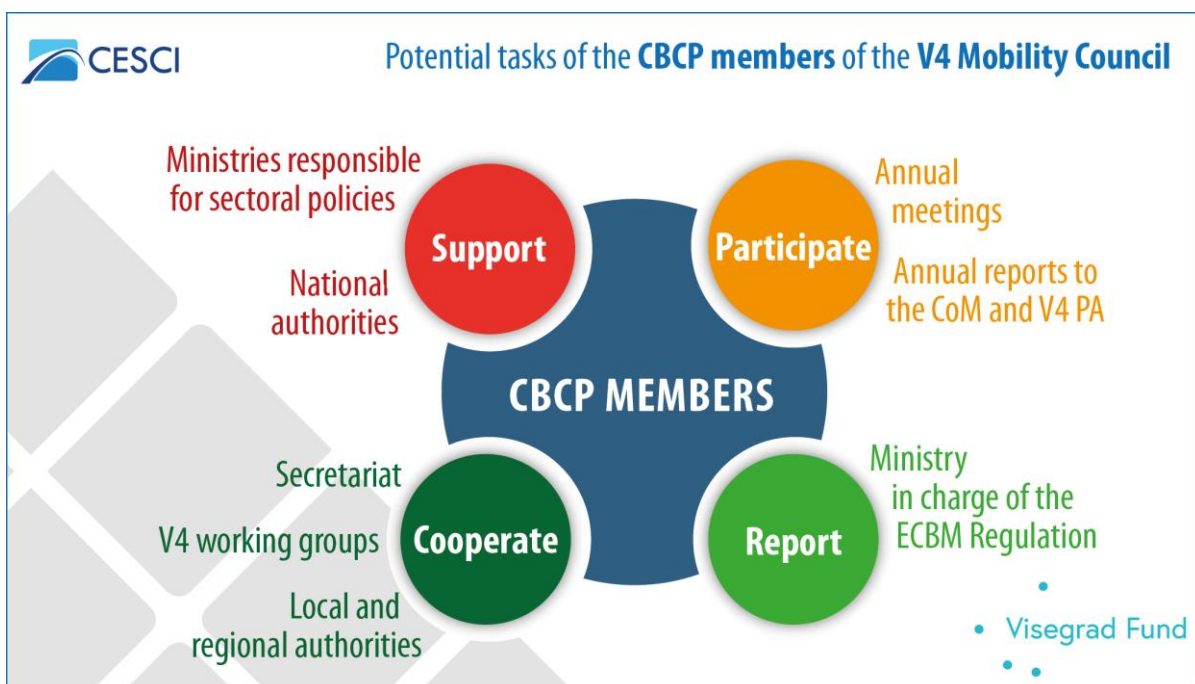 CESCI
Potential tasks of the CBCP members of the V4 Mobility Council
Ministries responsible
for sectoral policies
National
authorities
Support
Participate
Annual
meetings
Annual reports to
the CoM and V4 PA
CBCP MEMBERS
Secretariat
V4 working groups
Local and
regional authorities
Cooperate
Report
Ministry
in charge of the
ECBM Regulation
Visegrad Fund